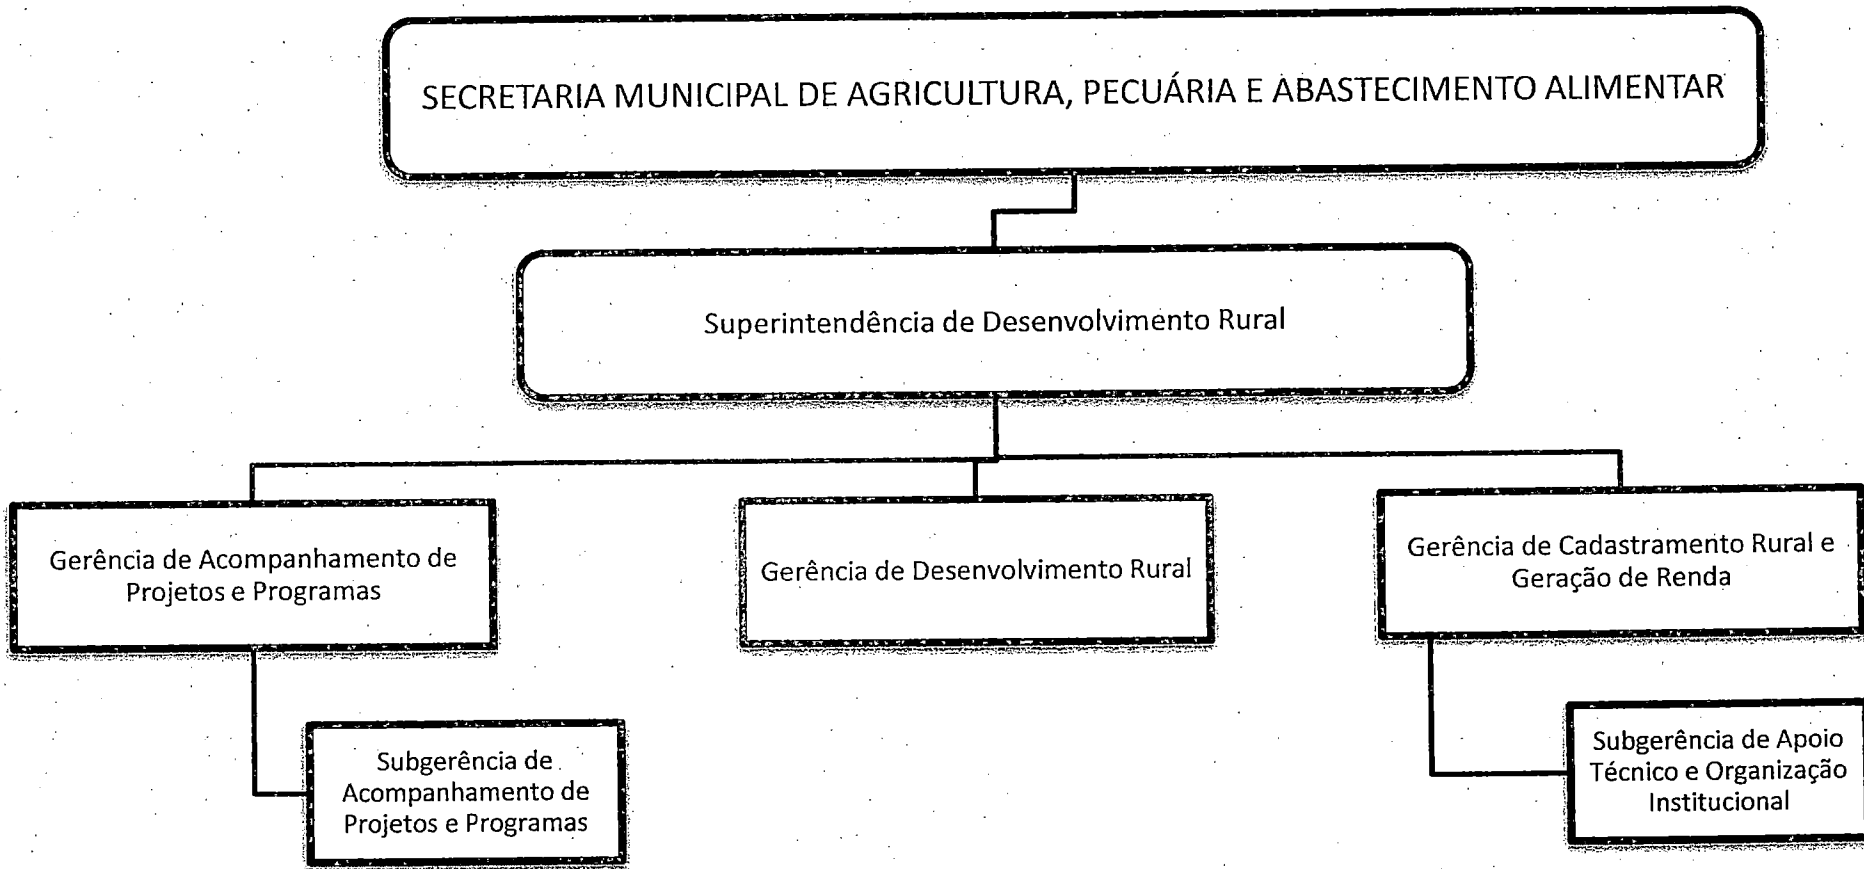 SECRETARIA MUNICIPAL DE AGRICULTURA, PECUÁRIA E ABASTECIMENTO ALIMENTAR
Superintendência de Desenvolvimento Rural
Gerência de Acompanhamento de
Projetos e Programas
Gerência de Desenvolvimento Rural
Gerência de Cadastramento Rural e
Geração de Renda
Subgerência de
Acompanhamento de
Projetos e Programas
Subgerência de Apoio
Técnico e Organização
Institucional